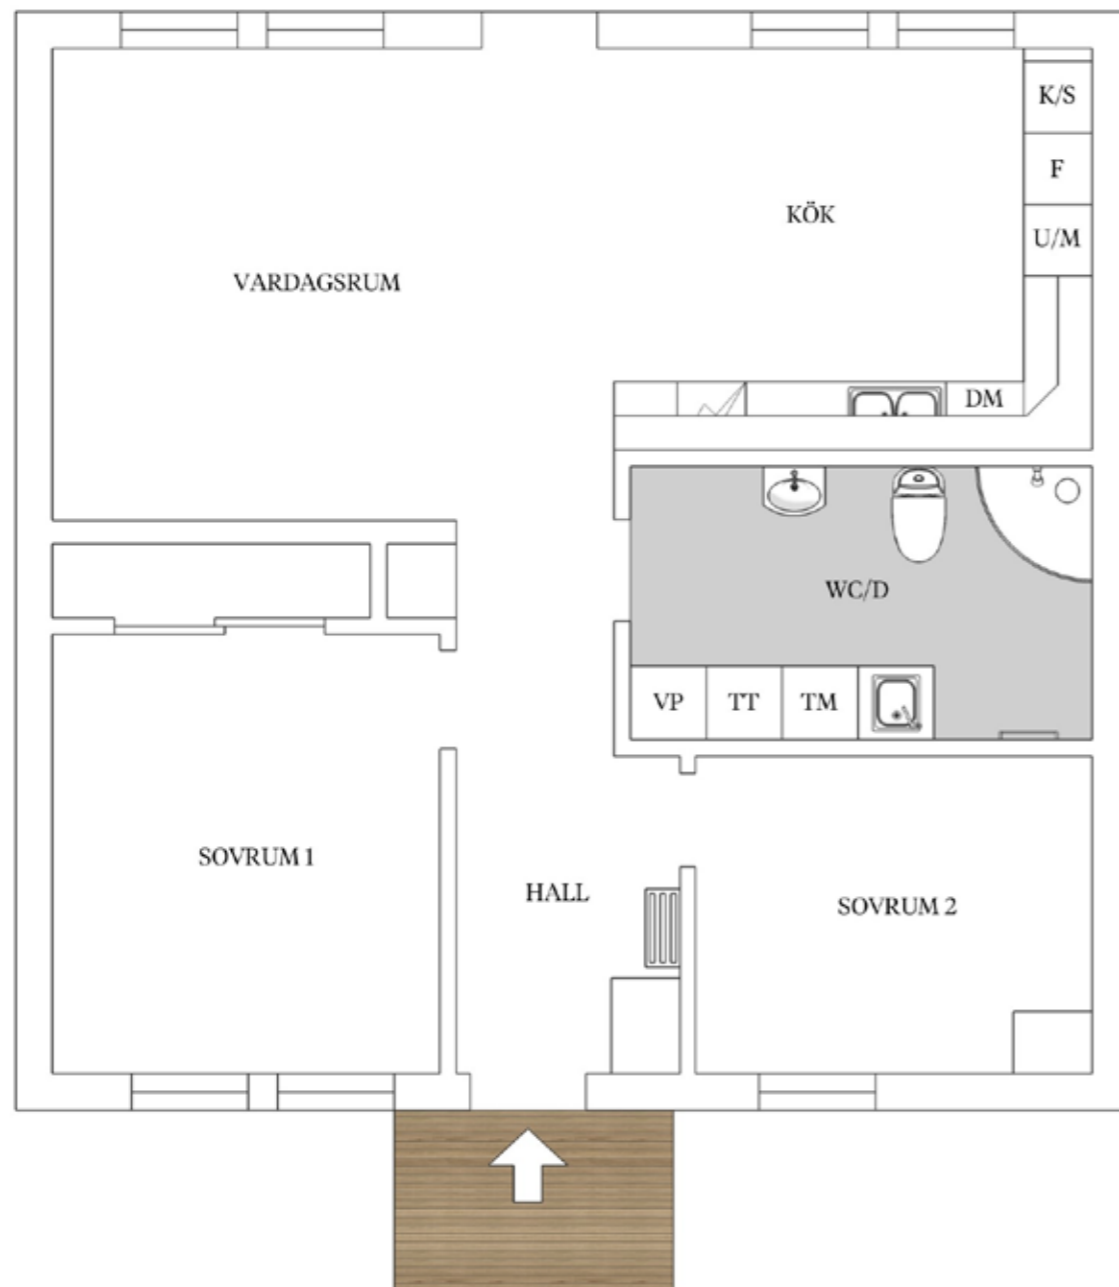 K/S
F
KÖK
U/M
VARDAGSRUM
DM
WC/D
VP TT TM
SOVRUM 1
HALL
SOVRUM 2